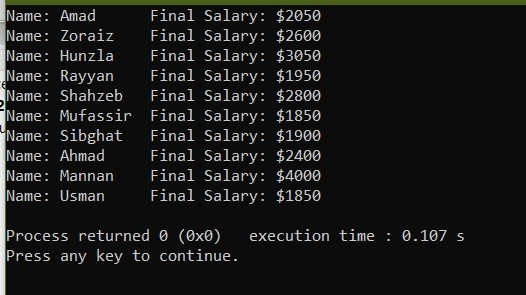 Name: Amad      Final Salary: $2050
Name: Zoraiz    Final Salary: $2600
Name: Hunzla    Final Salary: $3050
Name: Rayyan    Final Salary: $1950
Name: Shahzeb   Final Salary: $2800
Name: Mufassir  Final Salary: $1850
Name: Sibghat   Final Salary: $1900
Name: Ahmad     Final Salary: $2400
Name: Mannan    Final Salary: $4000
Name: Usman     Final Salary: $1850
Process returned 0 (0x0)   execution time : 0.107 s
Press any key to continue.